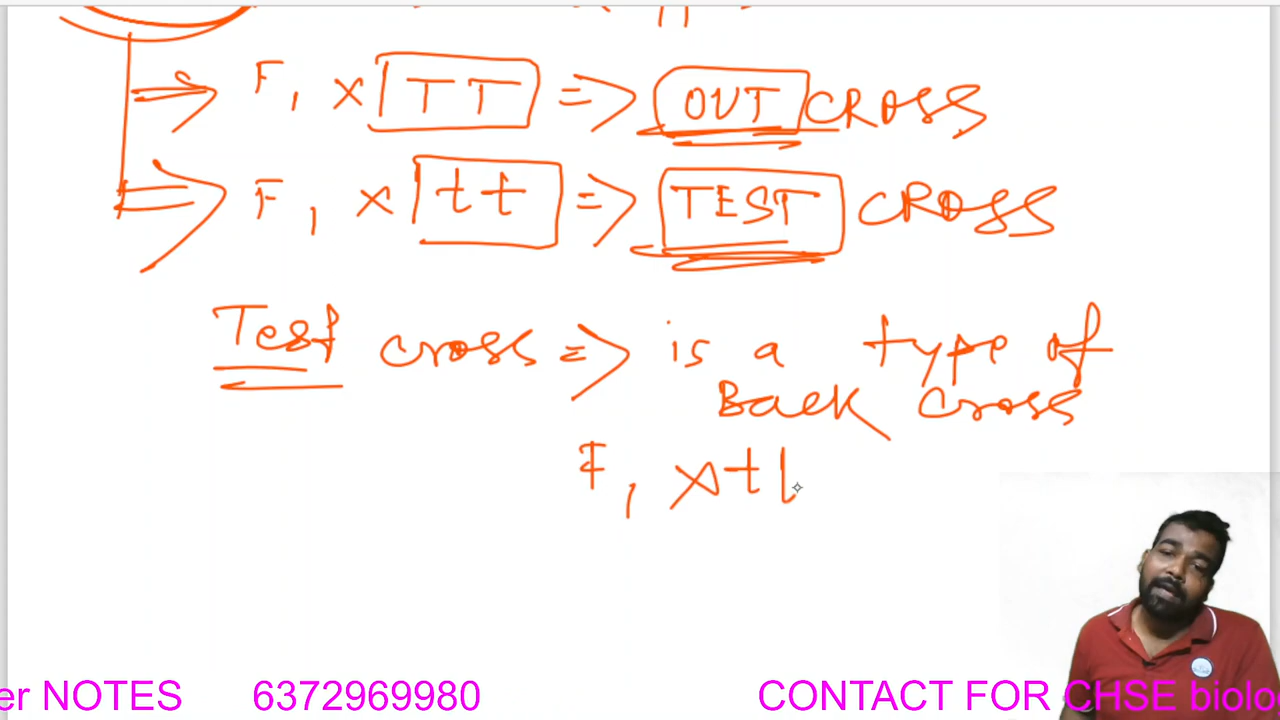 F1 × TT => OUT CROSS
F1 × tt => TEST CROSS
Test cross => is a type of
Back cross
F1 × tt
er NOTES 6372969980 CONTACT FOR CHSE biolo